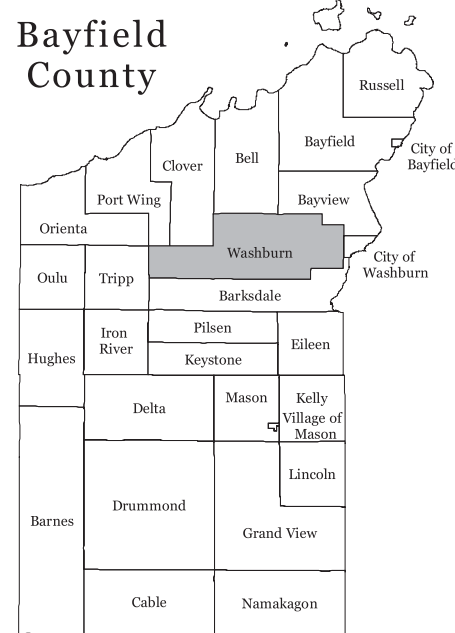 Bayfield
County
Russell
Bayfield
City of
Bayfield
Clover
Bell
Port Wing
Bayview
Orienta
Washburn
City of
Washburn
Oulu
Tripp
Barksdale
Iron
River
Pilsen
Eileen
Hughes
Keystone
Delta
Mason
Kelly
Village of
Mason
Lincoln
Drummond
Barnes
Grand View
Cable
Namakagon